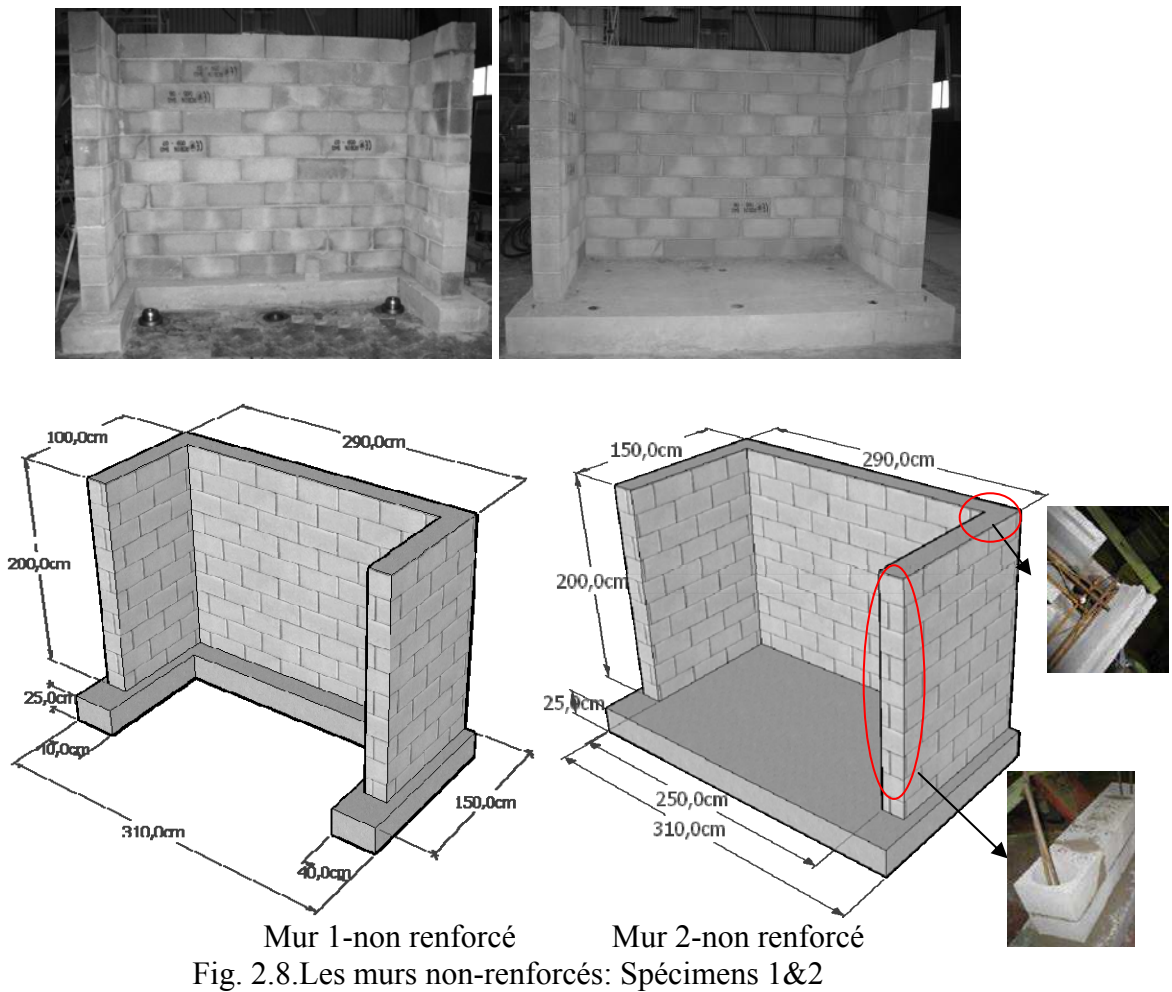 100,0cm
290,0cm
200,0cm
25,0cm
40,0cm
310,0cm
40,0cm
150,0cm
150,0cm
290,0cm
200,0cm
25,0cm
250,0cm
310,0cm
Mur 1-non renforcé
Mur 2-non renforcé
Fig. 2.8.Les murs non-renforcés: Spécimens 1&2